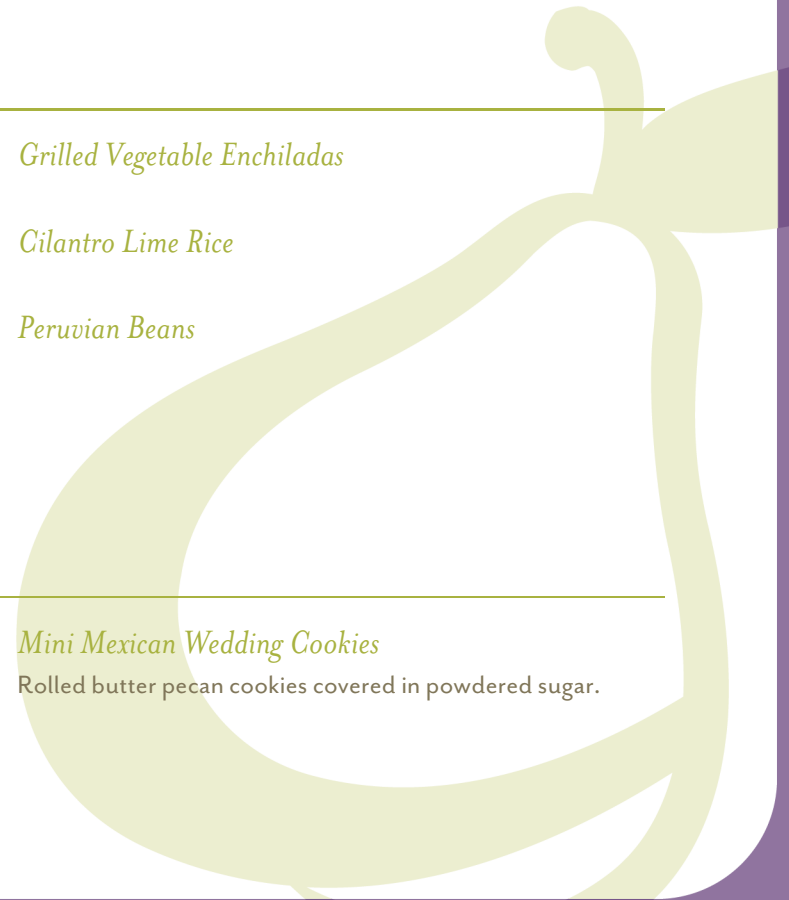 Grilled Vegetable Enchiladas
Cilantro Lime Rice
Peruvian Beans
Mini Mexican Wedding Cookies
Rolled butter pecan cookies covered in powdered sugar.